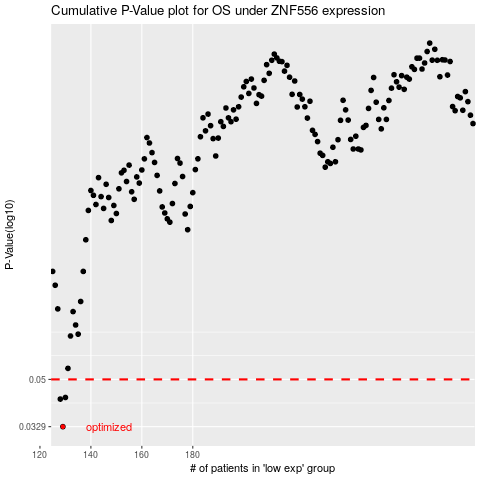 Cumulative P-Value plot for OS under ZNF556 expression
P-Value(log10)
0.05
0.0329
optimized
120 140 160 180
# of patients in 'low exp' group